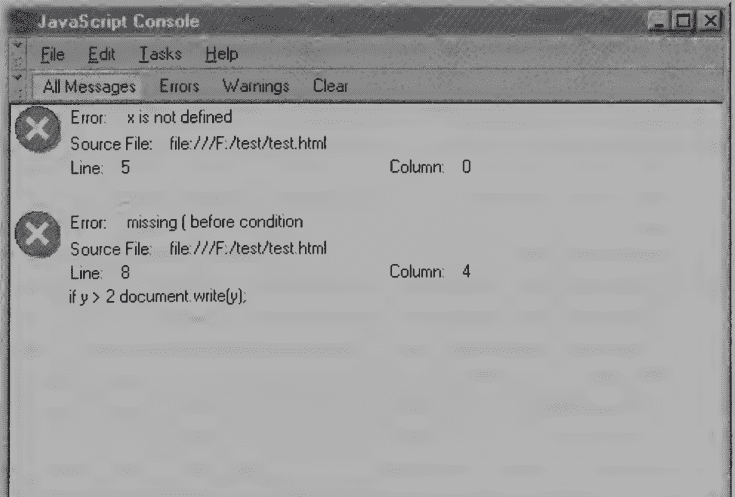 JavaScript Console
File Edit Tasks Help
All Messages Errors Warnings Clear
Error: x is not defined
Source File: file:///F:/test/test.html
Line: 5 Column: 0
Error: missing ( before condition
Source File: file:///F:/test/test.html
Line: 8 Column: 4
if y > 2 document.write(y);